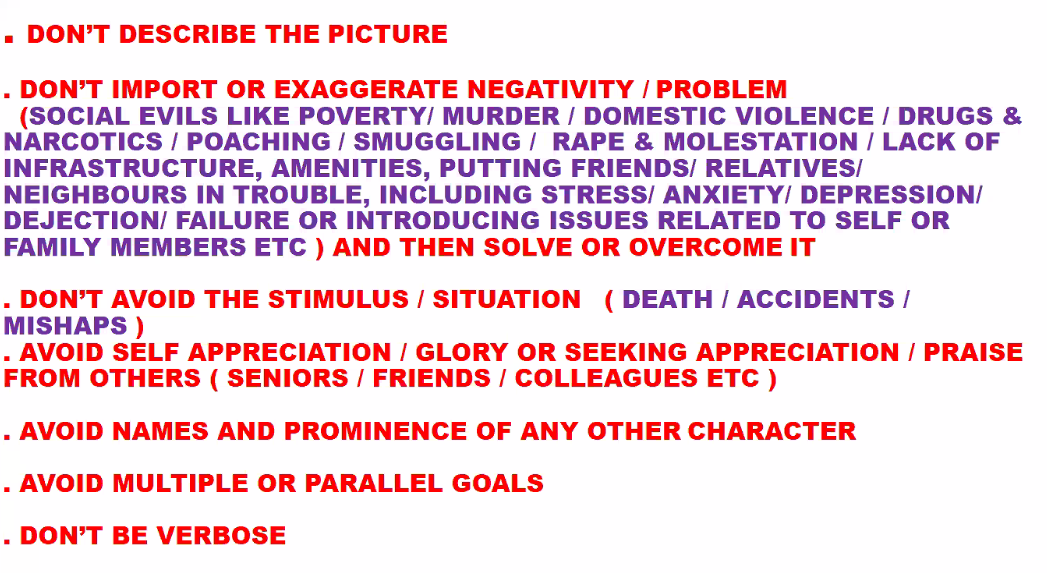 . DON'T DESCRIBE THE PICTURE
. DON'T IMPORT OR EXAGGERATE NEGATIVITY / PROBLEM
(SOCIAL EVILS LIKE POVERTY/ MURDER / DOMESTIC VIOLENCE / DRUGS &
NARCOTICS / POACHING / SMUGGLING / RAPE & MOLESTATION / LACK OF
INFRASTRUCTURE, AMENITIES, PUTTING FRIENDS/ RELATIVES/
NEIGHBOURS IN TROUBLE, INCLUDING STRESS/ ANXIETY/ DEPRESSION/
DEJECTION/ FAILURE OR INTRODUCING ISSUES RELATED TO SELF OR
FAMILY MEMBERS ETC ) AND THEN SOLVE OR OVERCOME IT
. DON'T AVOID THE STIMULUS / SITUATION ( DEATH / ACCIDENTS /
MISHAPS )
. AVOID SELF APPRECIATION / GLORY OR SEEKING APPRECIATION / PRAISE
FROM OTHERS ( SENIORS / FRIENDS / COLLEAGUES ETC )
. AVOID NAMES AND PROMINENCE OF ANY OTHER CHARACTER
. AVOID MULTIPLE OR PARALLEL GOALS
. DON'T BE VERBOSE